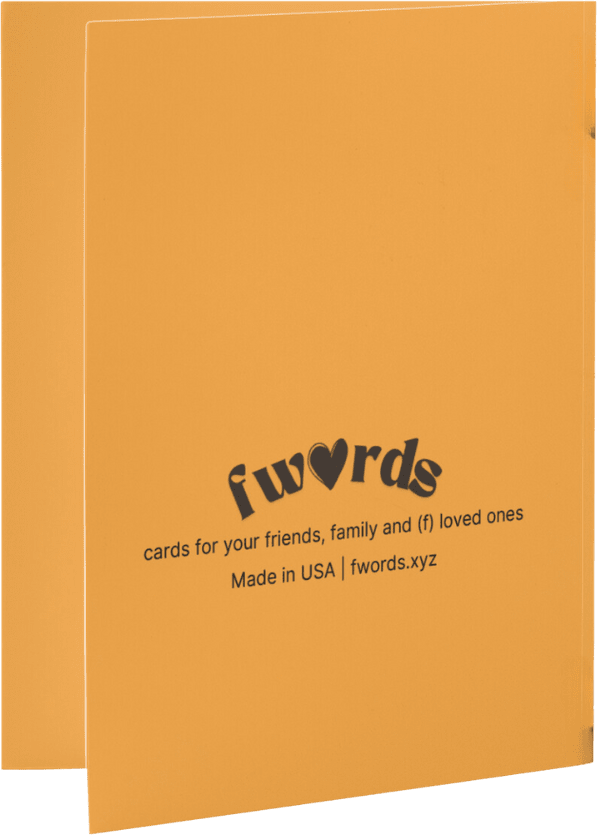 fw♥rds
cards for your friends, family and (f) loved ones
Made in USA | fwords.xyz